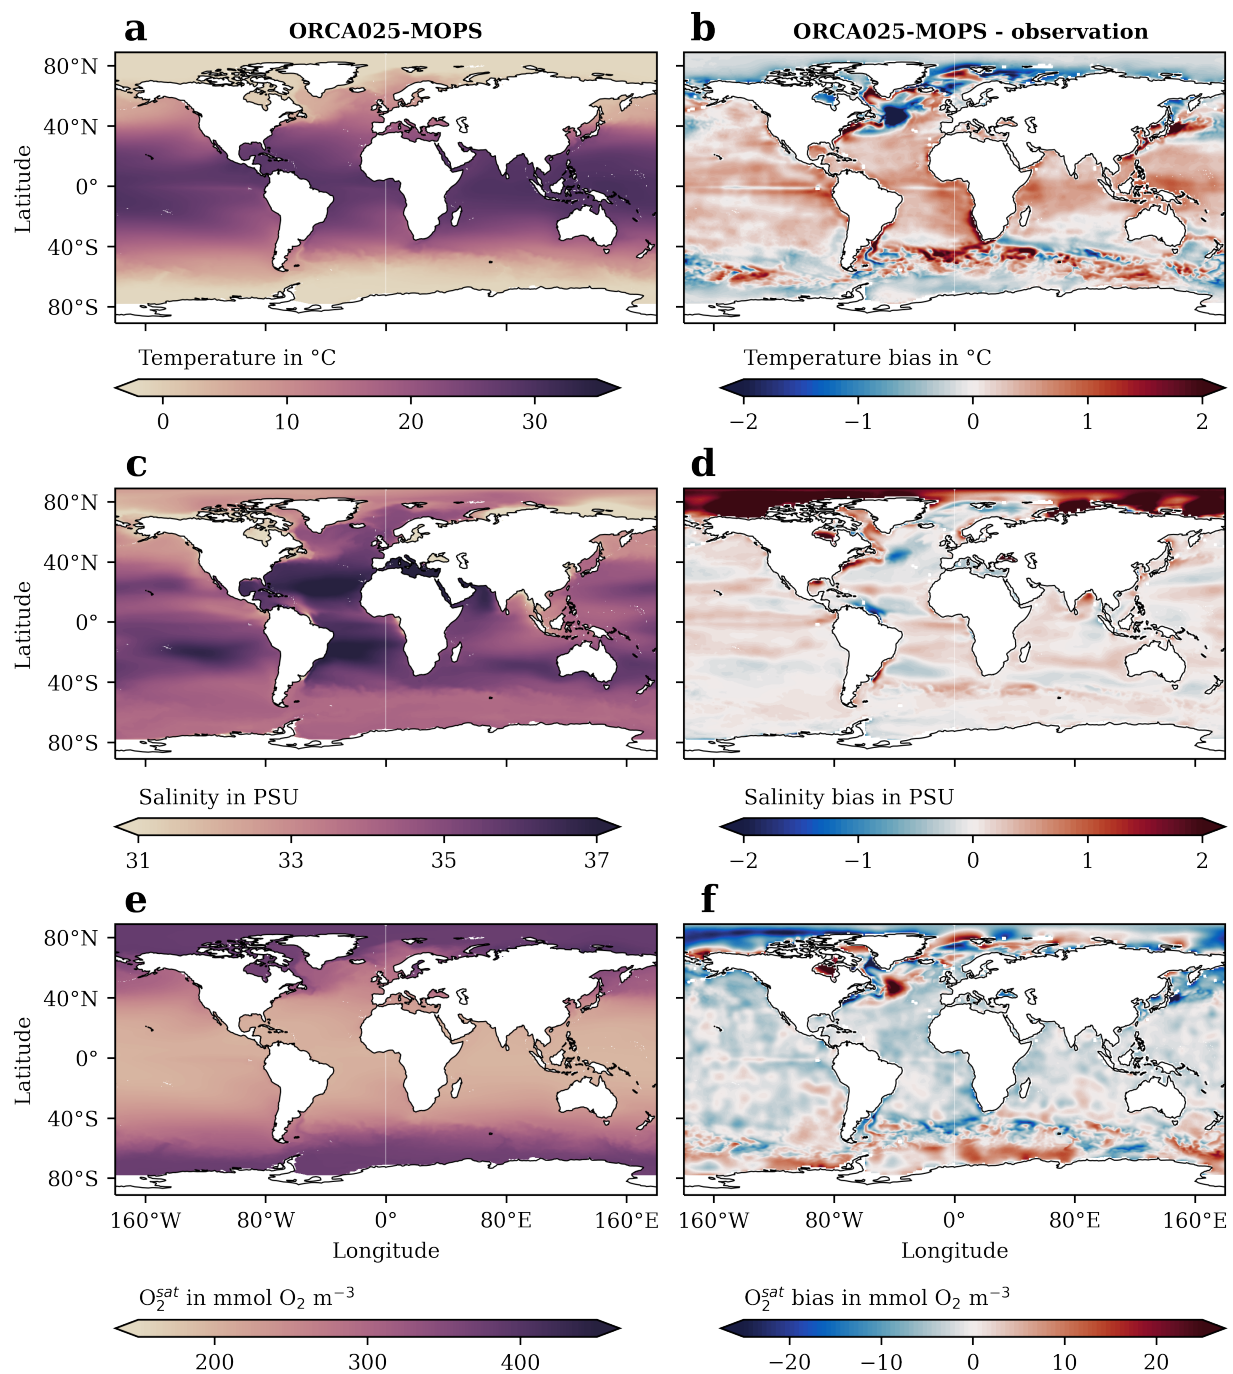 a
ORCA025-MOPS
b
ORCA025-MOPS - observation
80°N
40°N
0°
40°S
80°S
Latitude
Temperature in °C
0 10 20 30
Temperature bias in °C
−2 −1 0 1 2
c
d
80°N
40°N
0°
40°S
80°S
Latitude
Salinity in PSU
31 33 35 37
Salinity bias in PSU
−2 −1 0 1 2
e
f
80°N
40°N
0°
40°S
80°S
Latitude
160°W 80°W 0° 80°E 160°E
Longitude
160°W 80°W 0° 80°E 160°E
Longitude
O₂ˢᵃᵗ in mmol O₂ m⁻³
200 300 400
O₂ˢᵃᵗ bias in mmol O₂ m⁻³
−20 −10 0 10 20